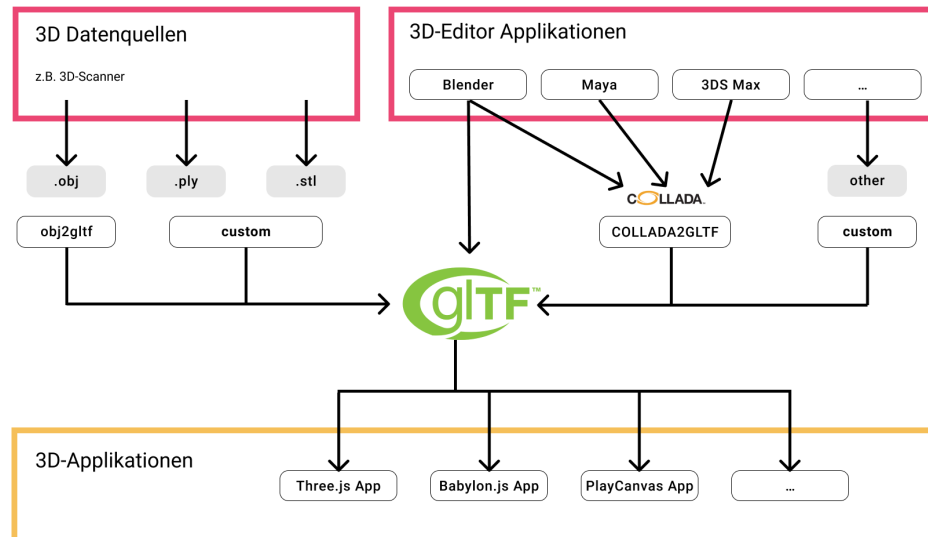 3D Datenquellen
z.B. 3D-Scanner
3D-Editor Applikationen
Blender
Maya
3DS Max
...
.obj
.ply
.stl
COLLADA
other
obj2gltf
custom
COLLADA2GLTF
custom
glTF™
3D-Applikationen
Three.js App
Babylon.js App
PlayCanvas App
...